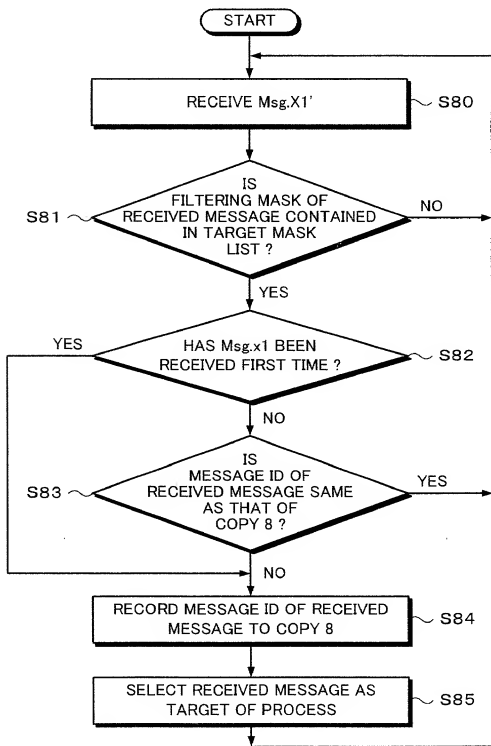 START
RECEIVE Msg.X1'
S80
IS
FILTERING MASK OF
RECEIVED MESSAGE CONTAINED
IN TARGET MASK
LIST ?
S81
NO
YES
HAS Msg.x1 BEEN
RECEIVED FIRST TIME ?
YES
S82
NO
IS
MESSAGE ID OF
RECEIVED MESSAGE SAME
AS THAT OF
COPY 8 ?
S83
YES
NO
RECORD MESSAGE ID OF RECEIVED
MESSAGE TO COPY 8
S84
SELECT RECEIVED MESSAGE AS
TARGET OF PROCESS
S85